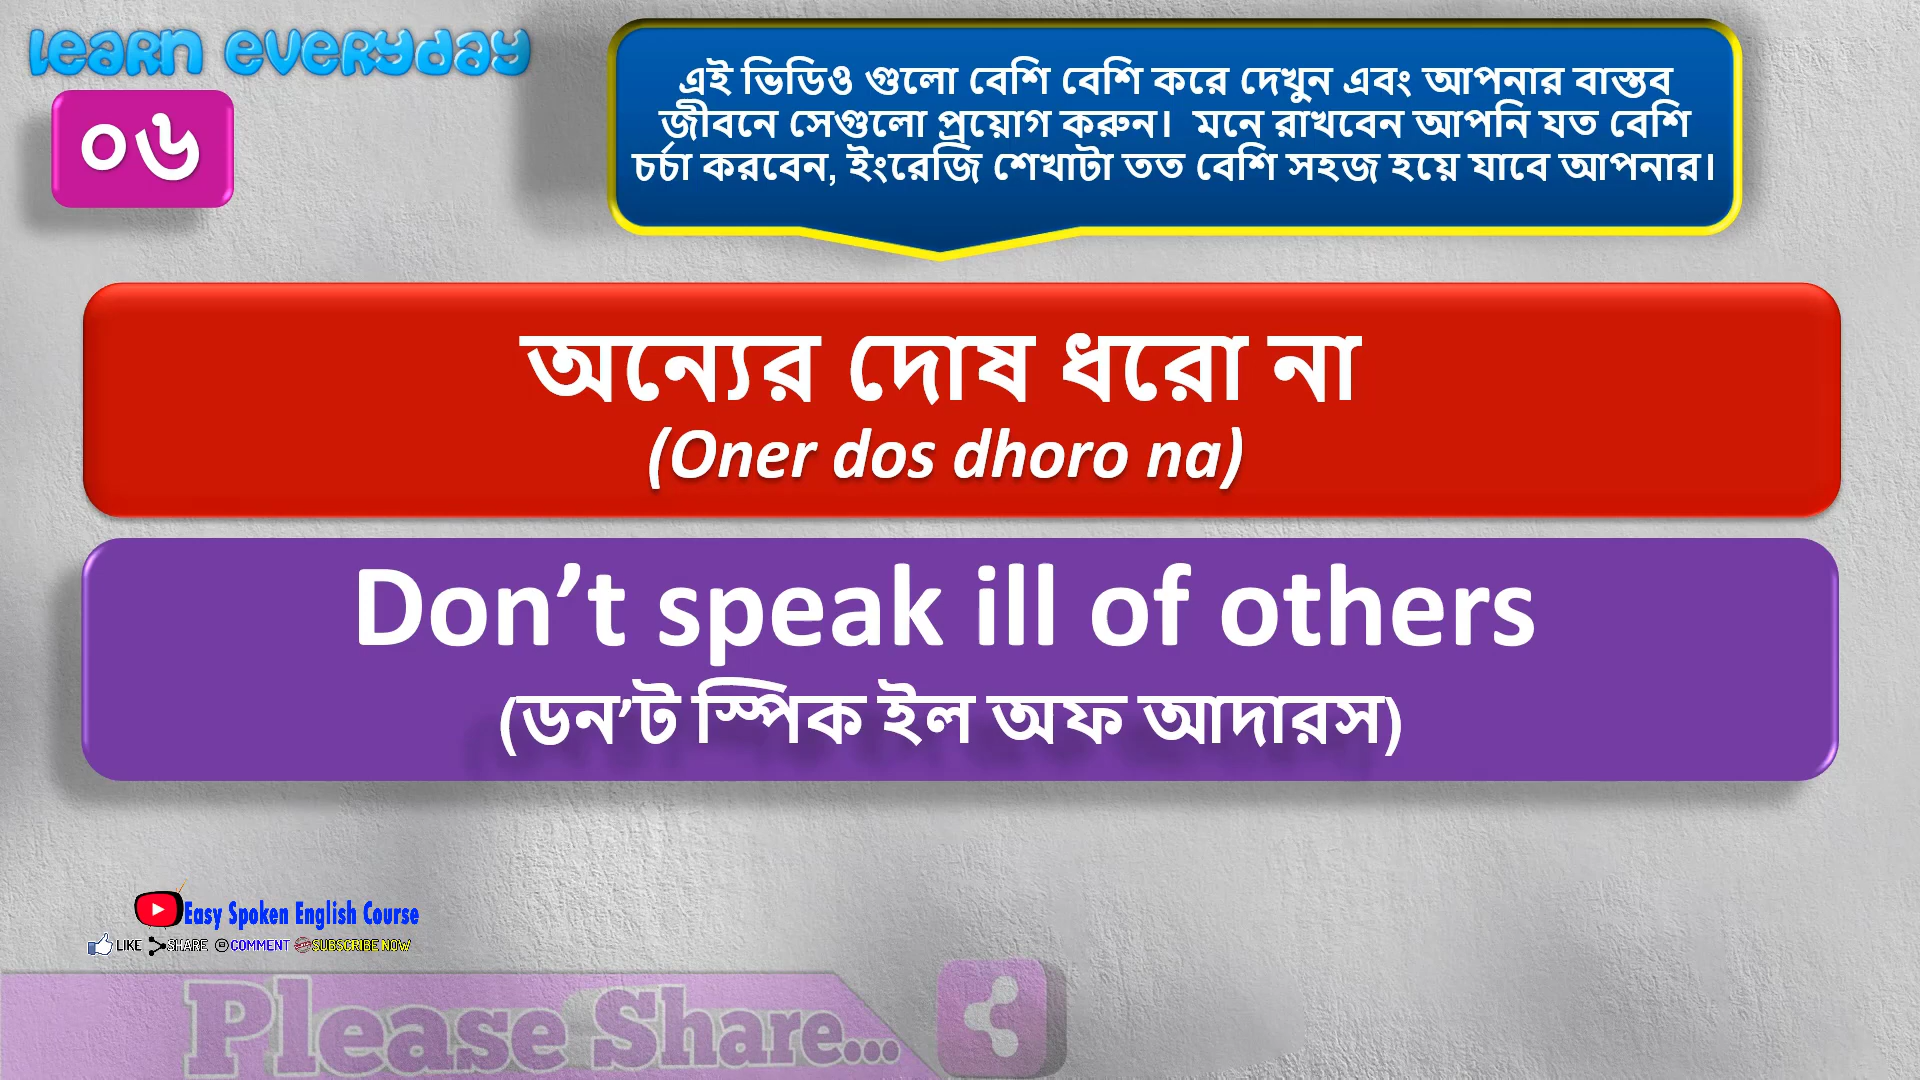 Learn Everyday
০৬
এই ভিডিও গুলো বেশি বেশি করে দেখুন এবং আপনার বাস্তব
জীবনে সেগুলো প্রয়োগ করুন। মনে রাখবেন আপনি যত বেশি
চর্চা করবেন, ইংরেজি শেখাটা তত বেশি সহজ হয়ে যাবে আপনার।
অন্যের দোষ ধরো না
(Oner dos dhoro na)
Don’t speak ill of others
(ডন’ট স্পিক ইল অফ আদারস)
Easy Spoken English Course
LIKE SHARE COMMENT SUBSCRIBE NOW
Please Share...